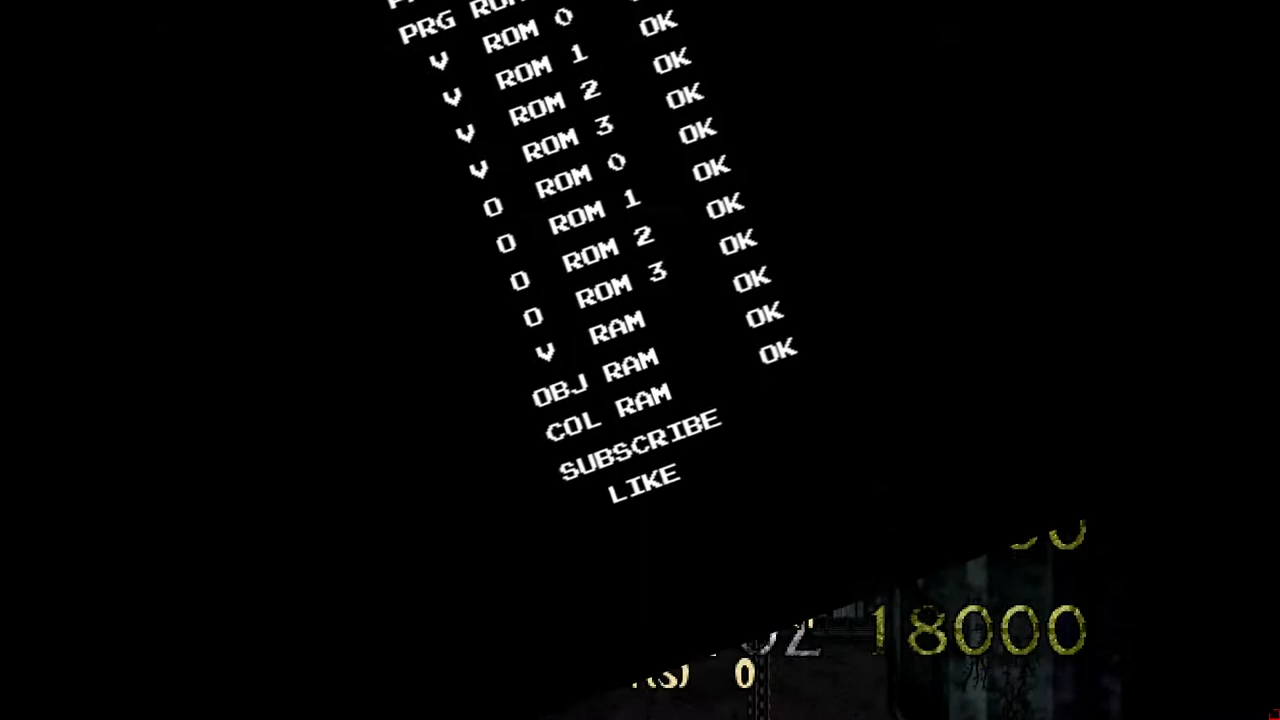 PRG ROM
V ROM 0 OK
V ROM 1 OK
V ROM 2 OK
V ROM 3 OK
O ROM 0 OK
O ROM 1 OK
O ROM 2 OK
O ROM 3 OK
V RAM OK
OBJ RAM OK
COL RAM OK
SUBSCRIBE
LIKE
18000
0